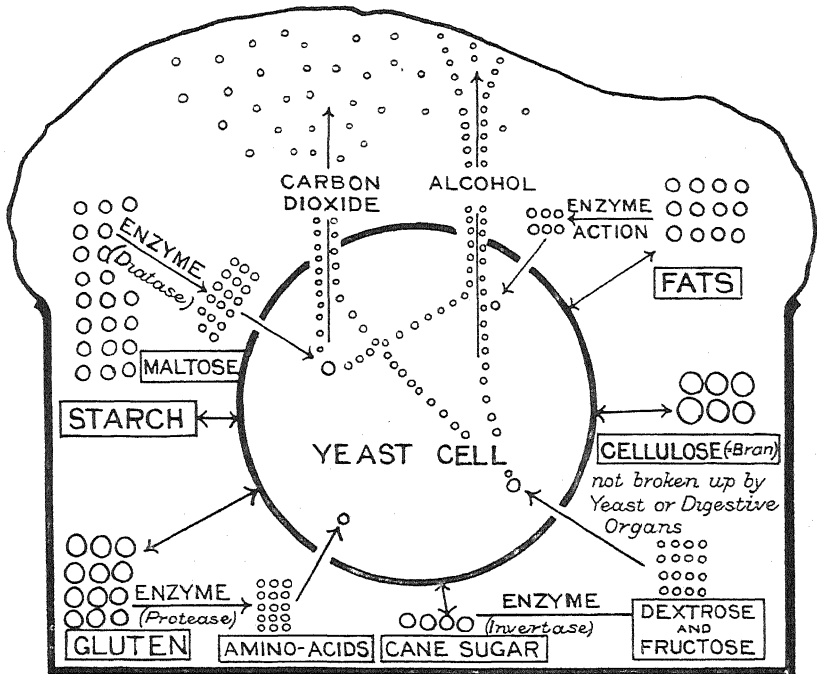 CARBON
DIOXIDE
ALCOHOL
ENZYME
(Diatase)
ENZYME
ACTION
FATS
MALTOSE
STARCH
YEAST CELL
CELLULOSE (=Bran)
not broken up by
Yeast or Digestive
Organs
ENZYME
(Protease)
GLUTEN
AMINO-ACIDS
CANE SUGAR
ENZYME
(Invertase)
DEXTROSE
AND
FRUCTOSE